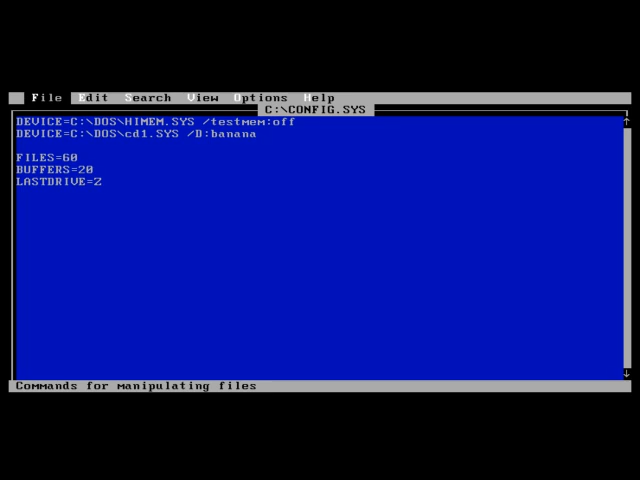 File Edit Search View Options Help
C:\CONFIG.SYS
DEVICE=C:\DOS\HIMEM.SYS /testmem:off
DEVICE=C:\DOS\cd1.SYS /D:banana
FILES=60
BUFFERS=20
LASTDRIVE=Z
Commands for manipulating files